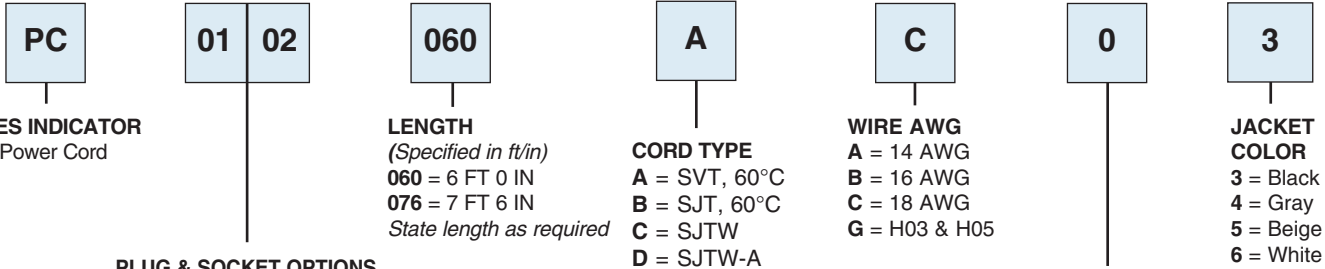 PC 01 02 060 A C 0 3
ES INDICATOR
Power Cord
LENGTH
(Specified in ft/in)
060 = 6 FT 0 IN
076 = 7 FT 6 IN
State length as required
CORD TYPE
A = SVT, 60°C
B = SJT, 60°C
C = SJTW
D = SJTW-A
WIRE AWG
A = 14 AWG
B = 16 AWG
C = 18 AWG
G = H03 & H05
JACKET
COLOR
3 = Black
4 = Gray
5 = Beige
6 = White
PLUG & SOCKET OPTIONS